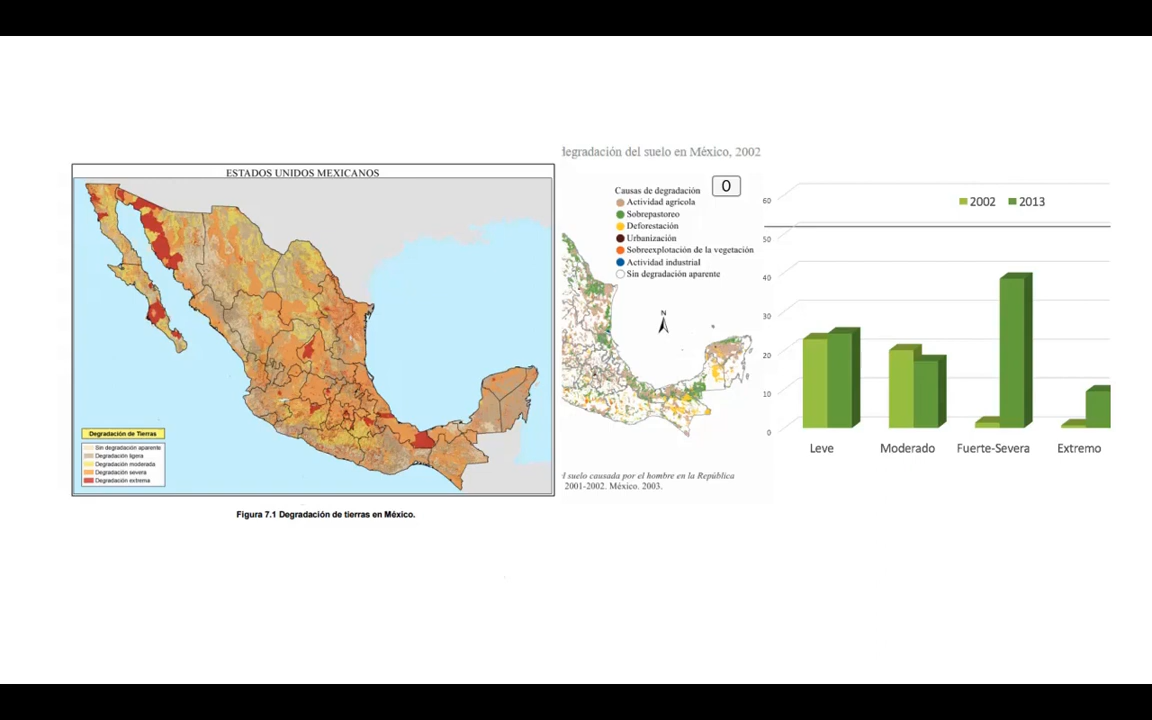 ESTADOS UNIDOS MEXICANOS
Degradación de Tierras
Sin degradación aparente
Degradación ligera
Degradación moderada
Degradación severa
Degradación extrema
Figura 7.1 Degradación de tierras en México.
degradación del suelo en México, 2002
0
Causas de degradación
Actividad agrícola
Sobrepastoreo
Deforestación
Urbanización
Sobreexplotación de la vegetación
Actividad industrial
Sin degradación aparente
N
l suelo causada por el hombre en la República
2001-2002. México. 2003.
2002 2013
60
50
40
30
20
10
0
Leve Moderado Fuerte-Severa Extremo